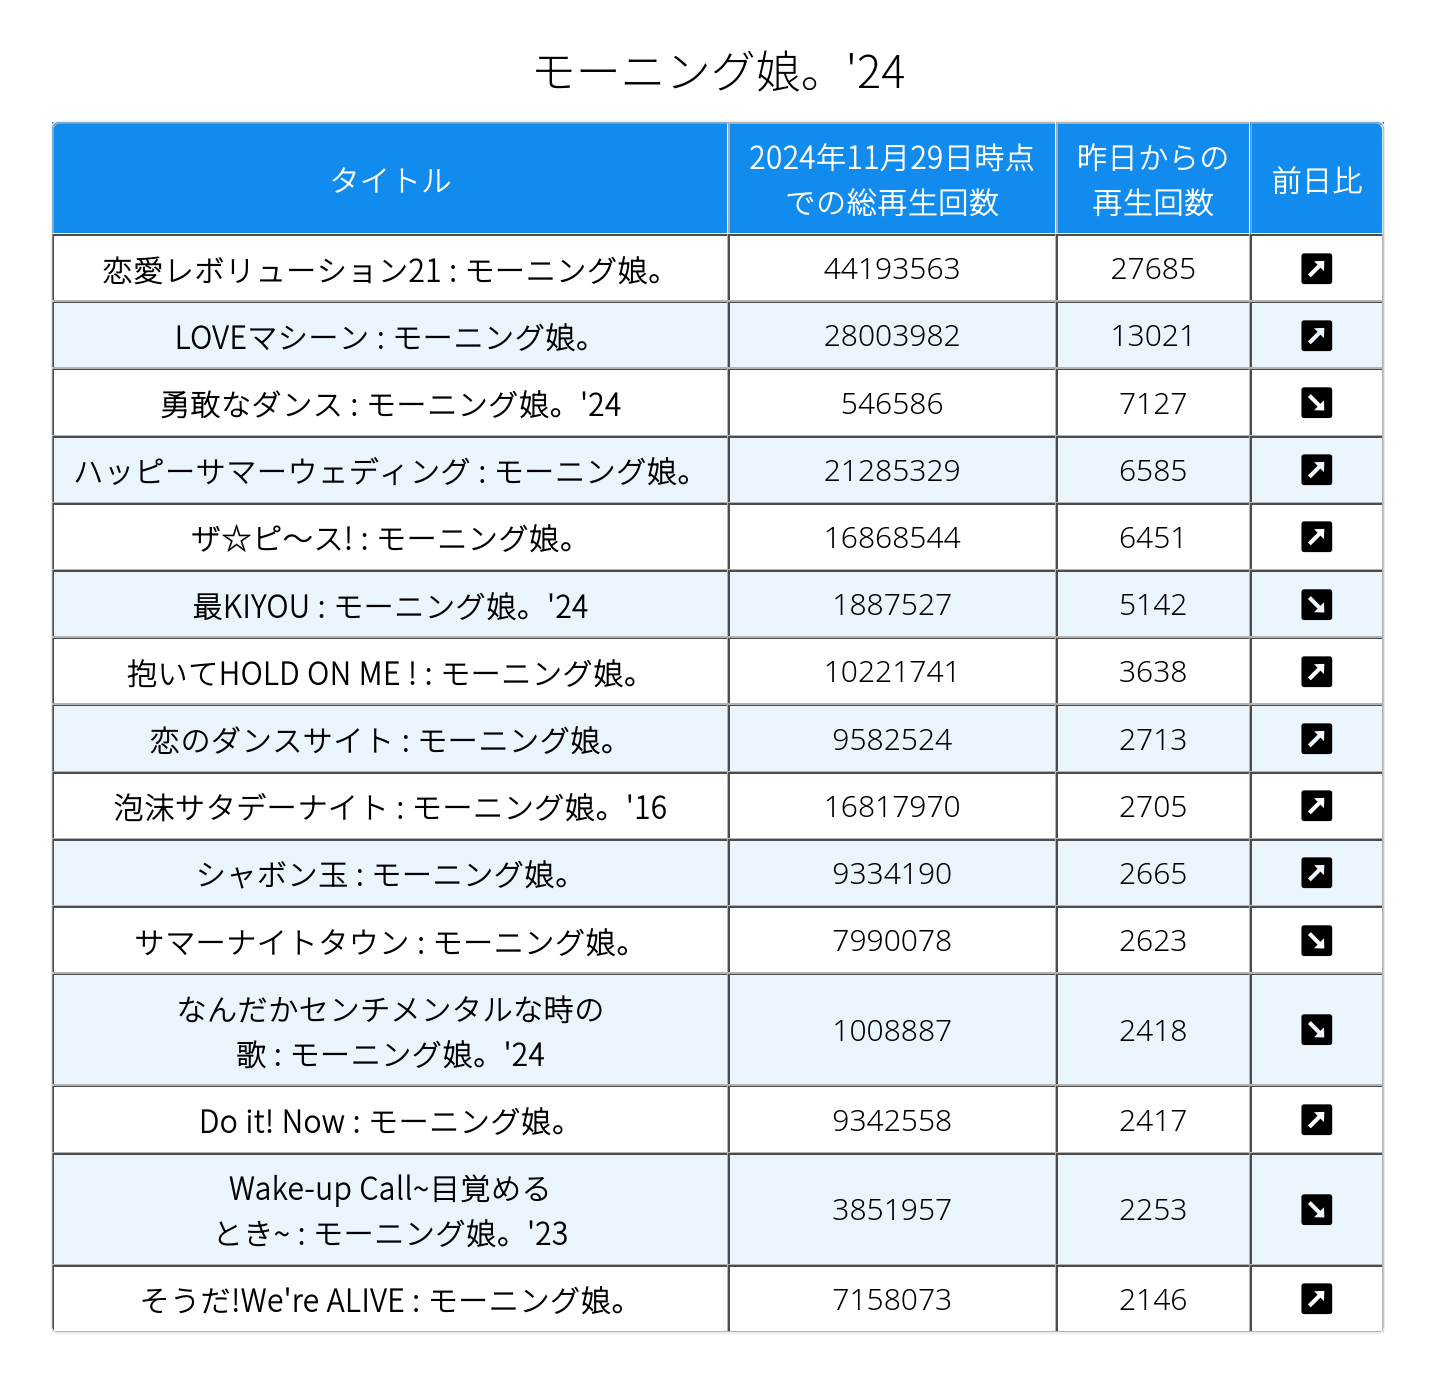 モーニング娘。'24
タイトル
2024年11月29日時点
での総再生回数
昨日からの
再生回数
前日比
恋愛レボリューション21 : モーニング娘。 44193563 27685
LOVEマシーン : モーニング娘。 28003982 13021
勇敢なダンス : モーニング娘。'24 546586 7127
ハッピーサマーウェディング : モーニング娘。 21285329 6585
ザ☆ピ〜ス! : モーニング娘。 16868544 6451
最KIYOU : モーニング娘。'24 1887527 5142
抱いてHOLD ON ME ! : モーニング娘。 10221741 3638
恋のダンスサイト : モーニング娘。 9582524 2713
泡沫サタデーナイト : モーニング娘。'16 16817970 2705
シャボン玉 : モーニング娘。 9334190 2665
サマーナイトタウン : モーニング娘。 7990078 2623
なんだかセンチメンタルな時の
歌 : モーニング娘。'24 1008887 2418
Do it! Now : モーニング娘。 9342558 2417
Wake-up Call~目覚める
とき~ : モーニング娘。'23 3851957 2253
そうだ!We're ALIVE : モーニング娘。 7158073 2146